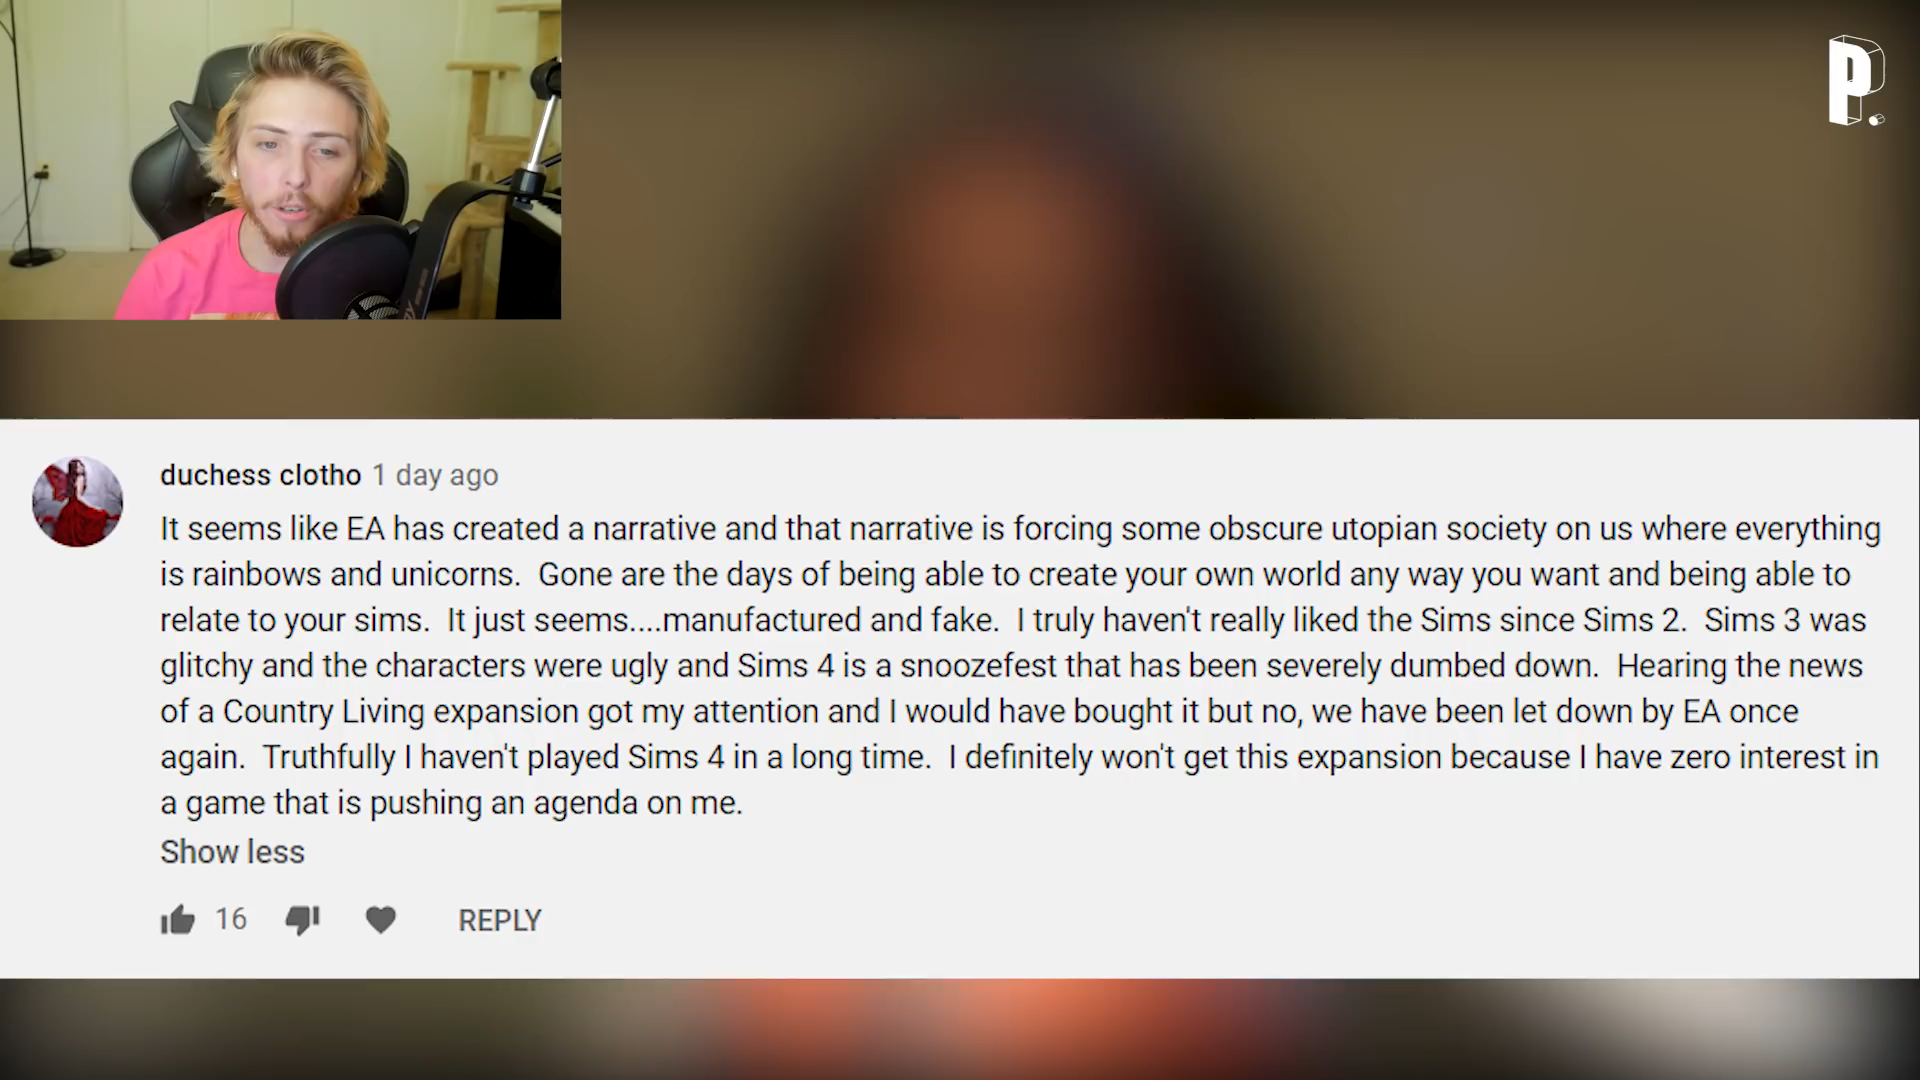 P.
duchess clotho 1 day ago
It seems like EA has created a narrative and that narrative is forcing some obscure utopian society on us where everything
is rainbows and unicorns.  Gone are the days of being able to create your own world any way you want and being able to
relate to your sims.  It just seems....manufactured and fake.  I truly haven't really liked the Sims since Sims 2.  Sims 3 was
glitchy and the characters were ugly and Sims 4 is a snoozefest that has been severely dumbed down.  Hearing the news
of a Country Living expansion got my attention and I would have bought it but no, we have been let down by EA once
again.  Truthfully I haven't played Sims 4 in a long time.  I definitely won't get this expansion because I have zero interest in
a game that is pushing an agenda on me.
Show less
16
REPLY